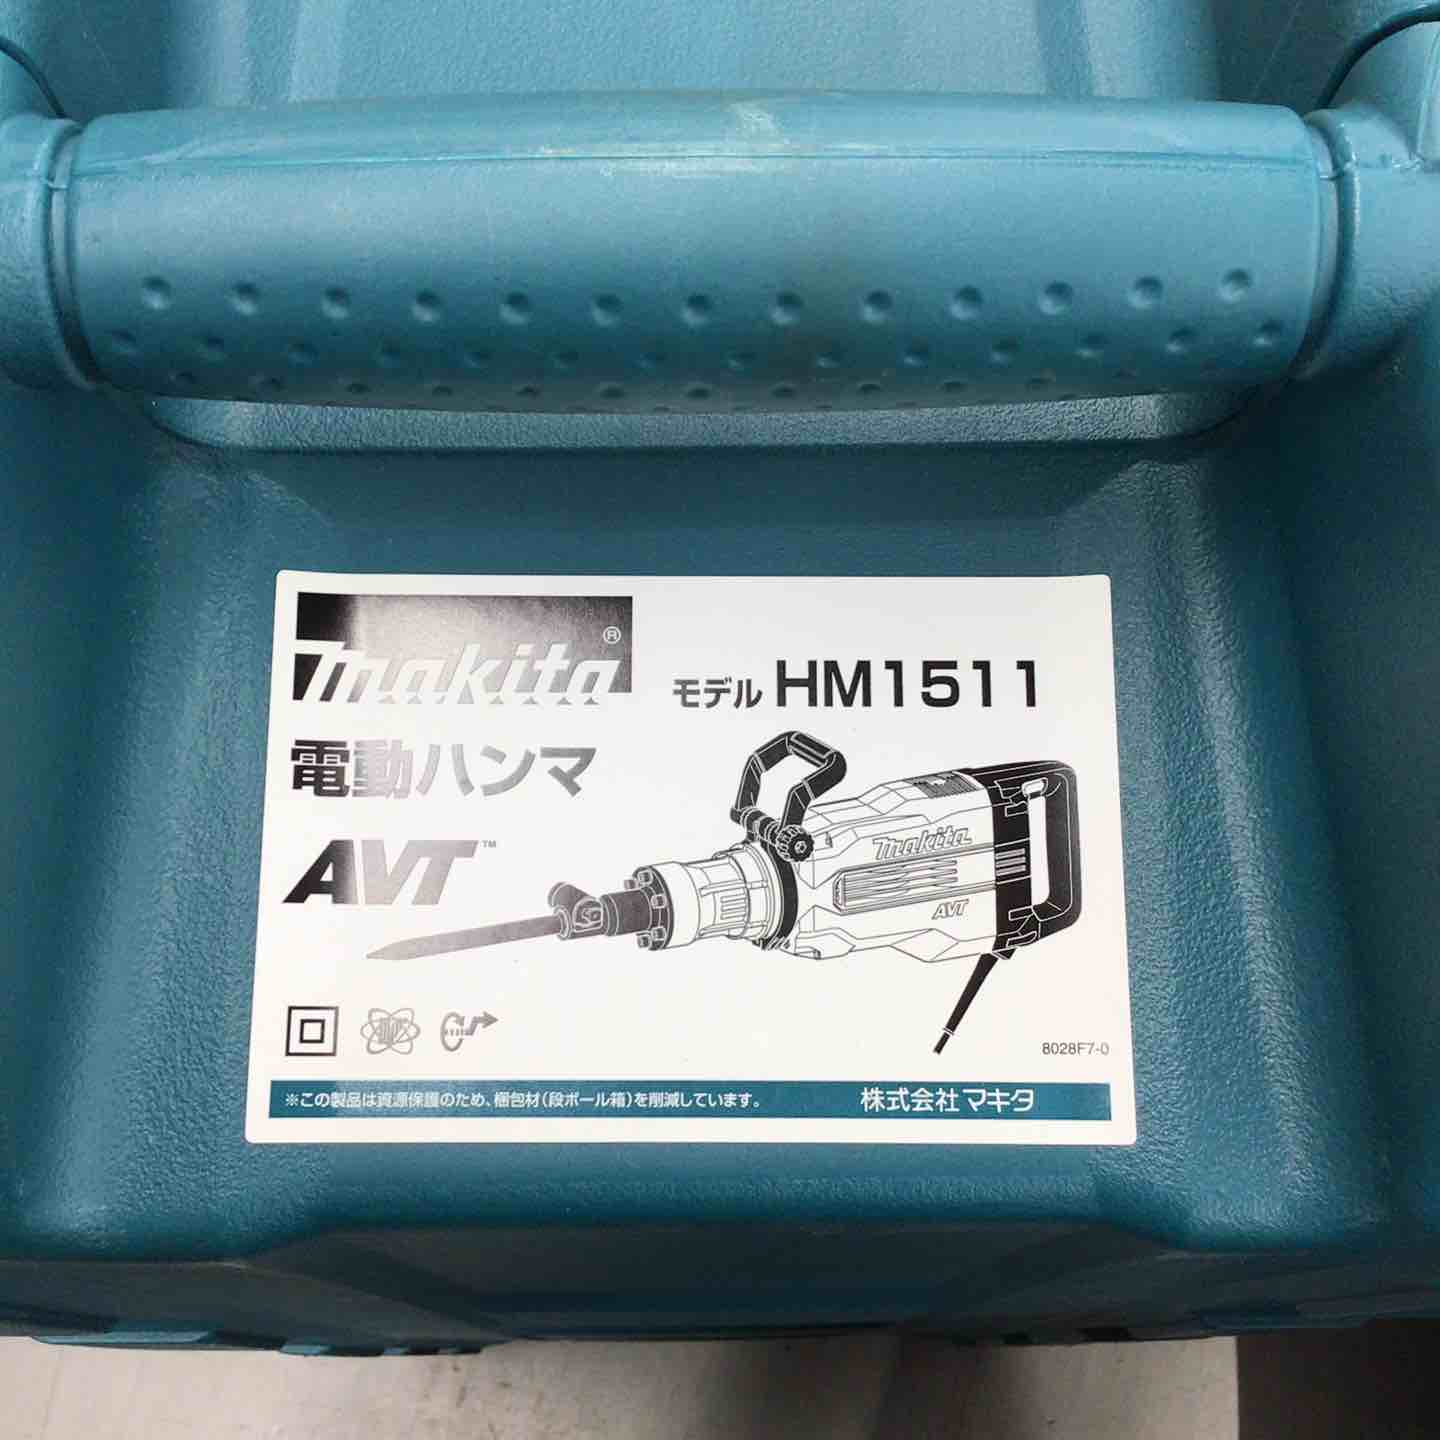 makita®
モデル HM1511
電動ハンマ
AVT™
makita
AVT
8028F7-0
※この製品は資源保護のため、梱包材(段ボール箱)を削減しています。
株式会社マキタ